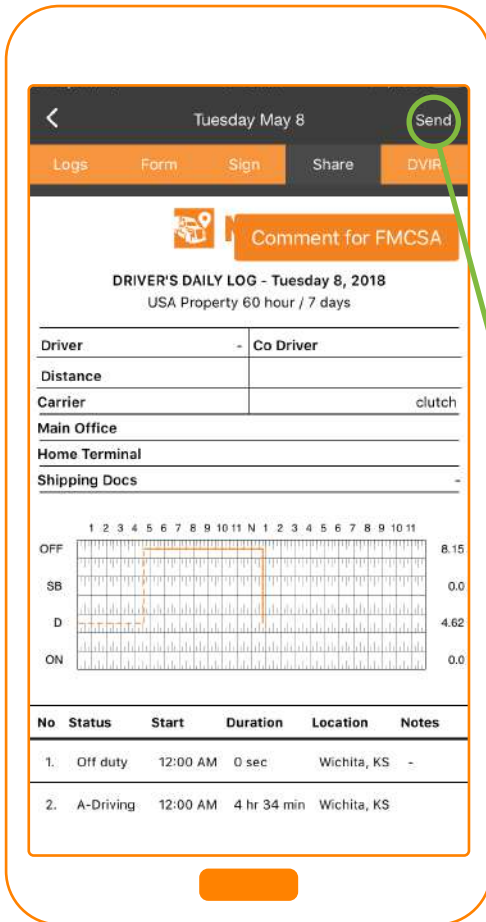 Tuesday May 8 Send
Logs Form Sign Share DVIR
Comment for FMCSA
DRIVER'S DAILY LOG - Tuesday 8, 2018
USA Property 60 hour / 7 days
Driver - Co Driver
Distance
Carrier clutch
Main Office
Home Terminal
Shipping Docs -
1 2 3 4 5 6 7 8 9 10 11 N 1 2 3 4 5 6 7 8 9 10 11
OFF 8.15
SB 0.0
D 4.62
ON 0.0
No Status Start Duration Location Notes
1. Off duty 12:00 AM 0 sec Wichita, KS -
2. A-Driving 12:00 AM 4 hr 34 min Wichita, KS